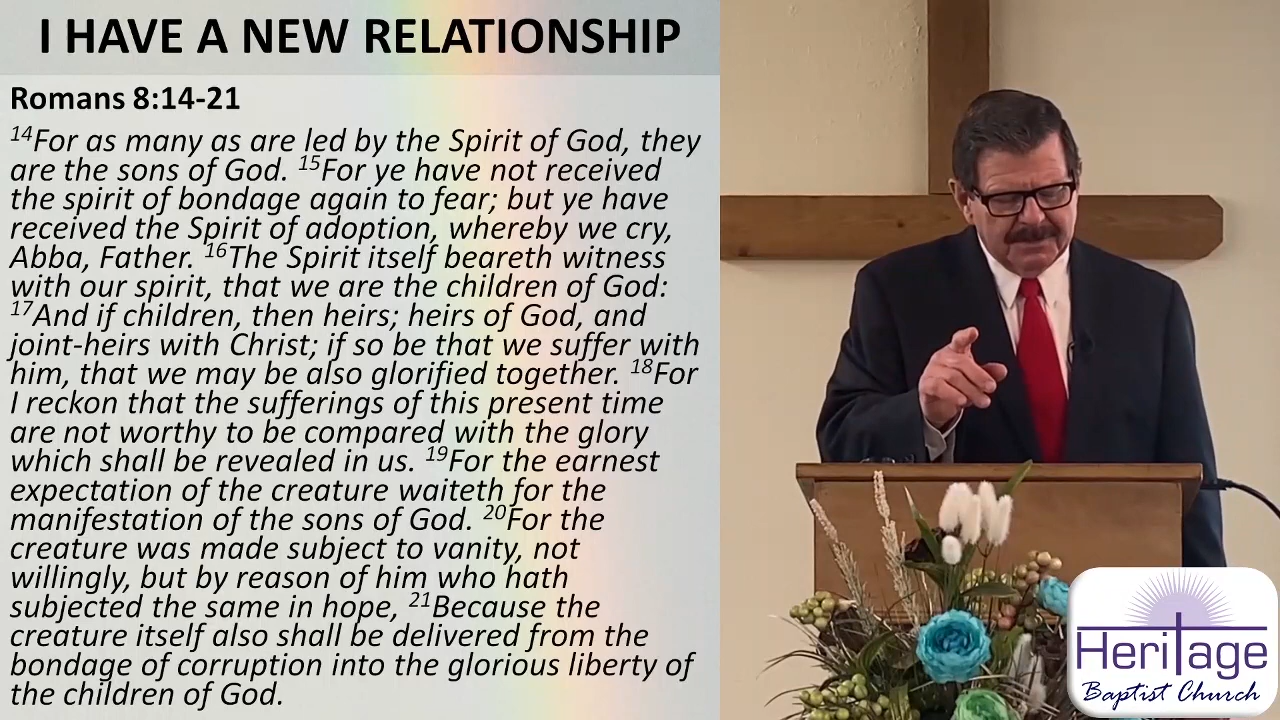 I HAVE A NEW RELATIONSHIP
Romans 8:14-21
¹⁴For as many as are led by the Spirit of God, they
are the sons of God. ¹⁵For ye have not received
the spirit of bondage again to fear; but ye have
received the Spirit of adoption, whereby we cry,
Abba, Father. ¹⁶The Spirit itself beareth witness
with our spirit, that we are the children of God:
¹⁷And if children, then heirs; heirs of God, and
joint-heirs with Christ; if so be that we suffer with
him, that we may be also glorified together. ¹⁸For
I reckon that the sufferings of this present time
are not worthy to be compared with the glory
which shall be revealed in us. ¹⁹For the earnest
expectation of the creature waiteth for the
manifestation of the sons of God. ²⁰For the
creature was made subject to vanity, not
willingly, but by reason of him who hath
subjected the same in hope, ²¹Because the
creature itself also shall be delivered from the
bondage of corruption into the glorious liberty of
the children of God.
Heritage
Baptist Church